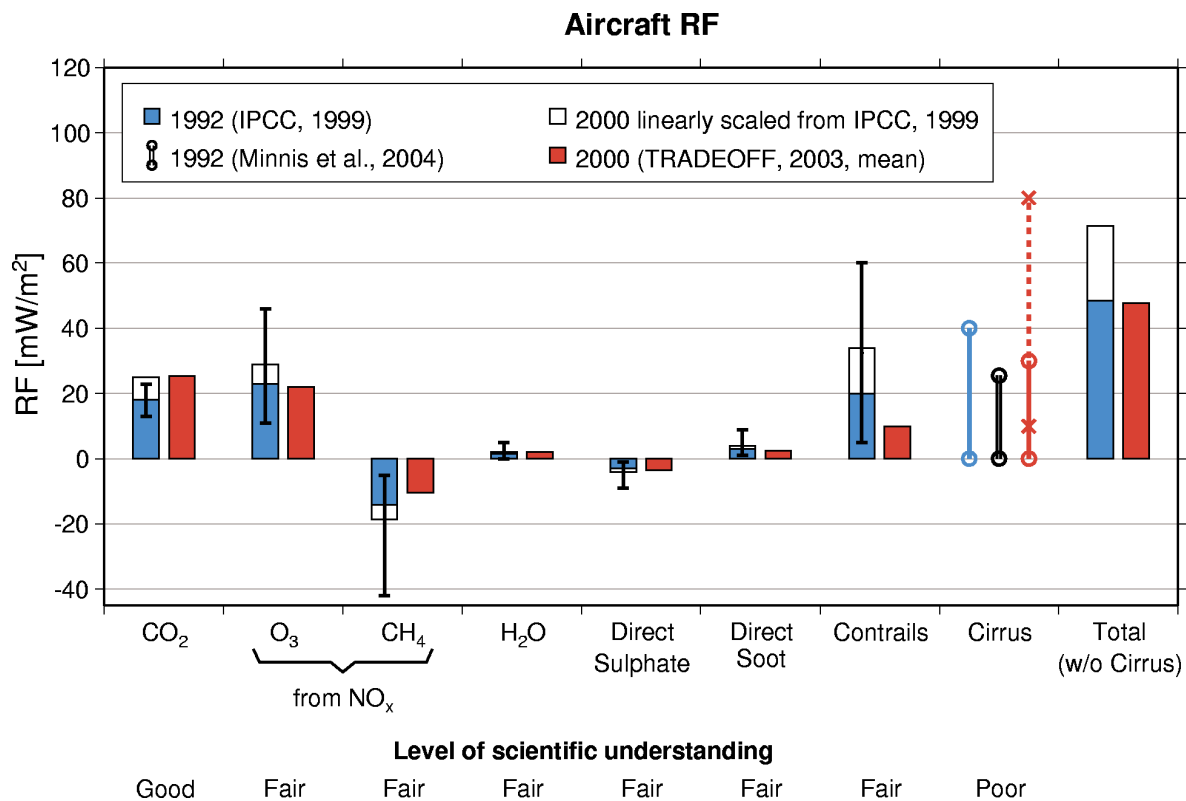 Aircraft RF
120
100
80
60
40
20
0
-20
-40
RF [mW/m²]
1992 (IPCC, 1999)
1992 (Minnis et al., 2004)
2000 linearly scaled from IPCC, 1999
2000 (TRADEOFF, 2003, mean)
CO₂ O₃ CH₄ H₂O Direct Direct Contrails Cirrus Total
Sulphate Soot (w/o Cirrus)
from NOₓ
Level of scientific understanding
Good Fair Fair Fair Fair Fair Fair Poor